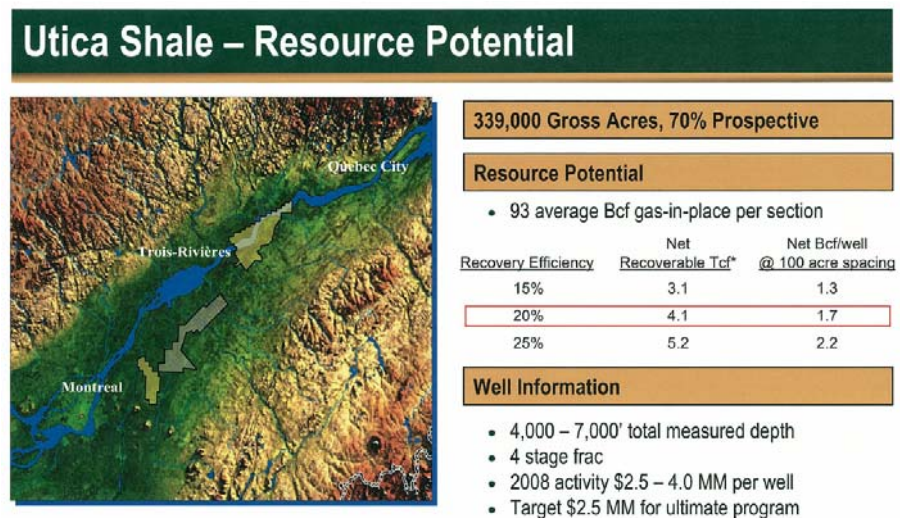 Utica Shale – Resource Potential
Quebec City
Trois-Rivières
Montreal
339,000 Gross Acres, 70% Prospective
Resource Potential
• 93 average Bcf gas-in-place per section
Net Net Bcf/well
Recovery Efficiency Recoverable Tcf* @ 100 acre spacing
15% 3.1 1.3
20% 4.1 1.7
25% 5.2 2.2
Well Information
• 4,000 – 7,000' total measured depth
• 4 stage frac
• 2008 activity $2.5 – 4.0 MM per well
• Target $2.5 MM for ultimate program